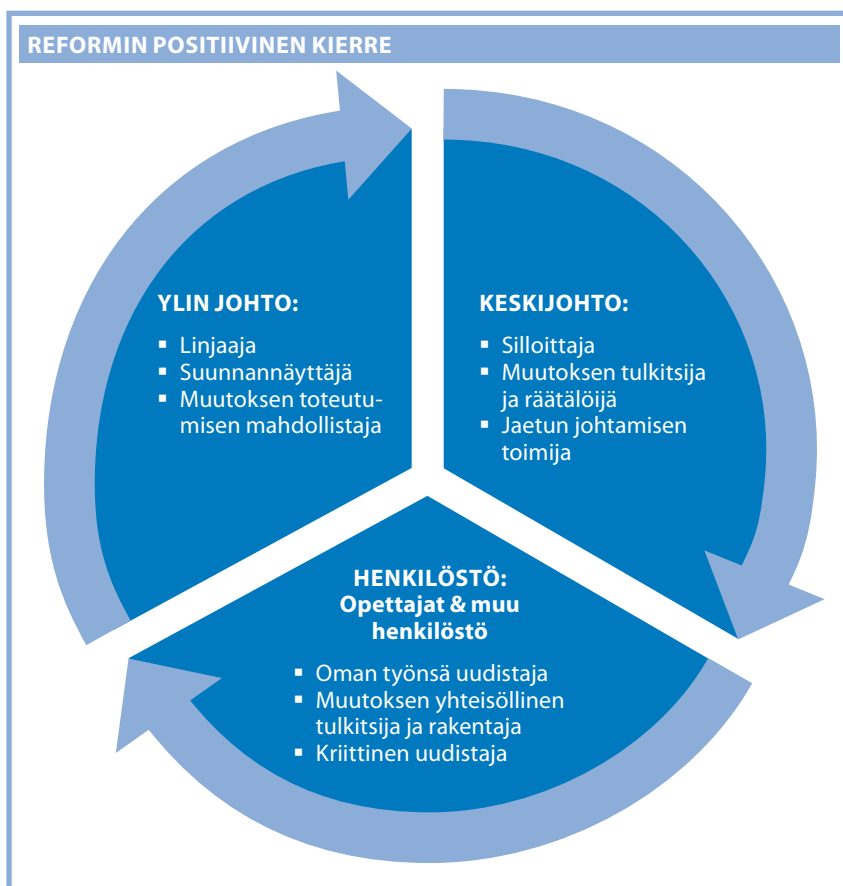 REFORMIN POSITIIVINEN KIERRE
YLIN JOHTO:
▪ Linjaaja
▪ Suunnannäyttäjä
▪ Muutoksen toteutu-
misen mahdollistaja
KESKIJOHTO:
▪ Silloittaja
▪ Muutoksen tulkitsija
ja räätälöijä
▪ Jaetun johtamisen
toimija
HENKILÖSTÖ:
Opettajat & muu
henkilöstö
▪ Oman työnsä uudistaja
▪ Muutoksen yhteisöllinen
tulkitsija ja rakentaja
▪ Kriittinen uudistaja